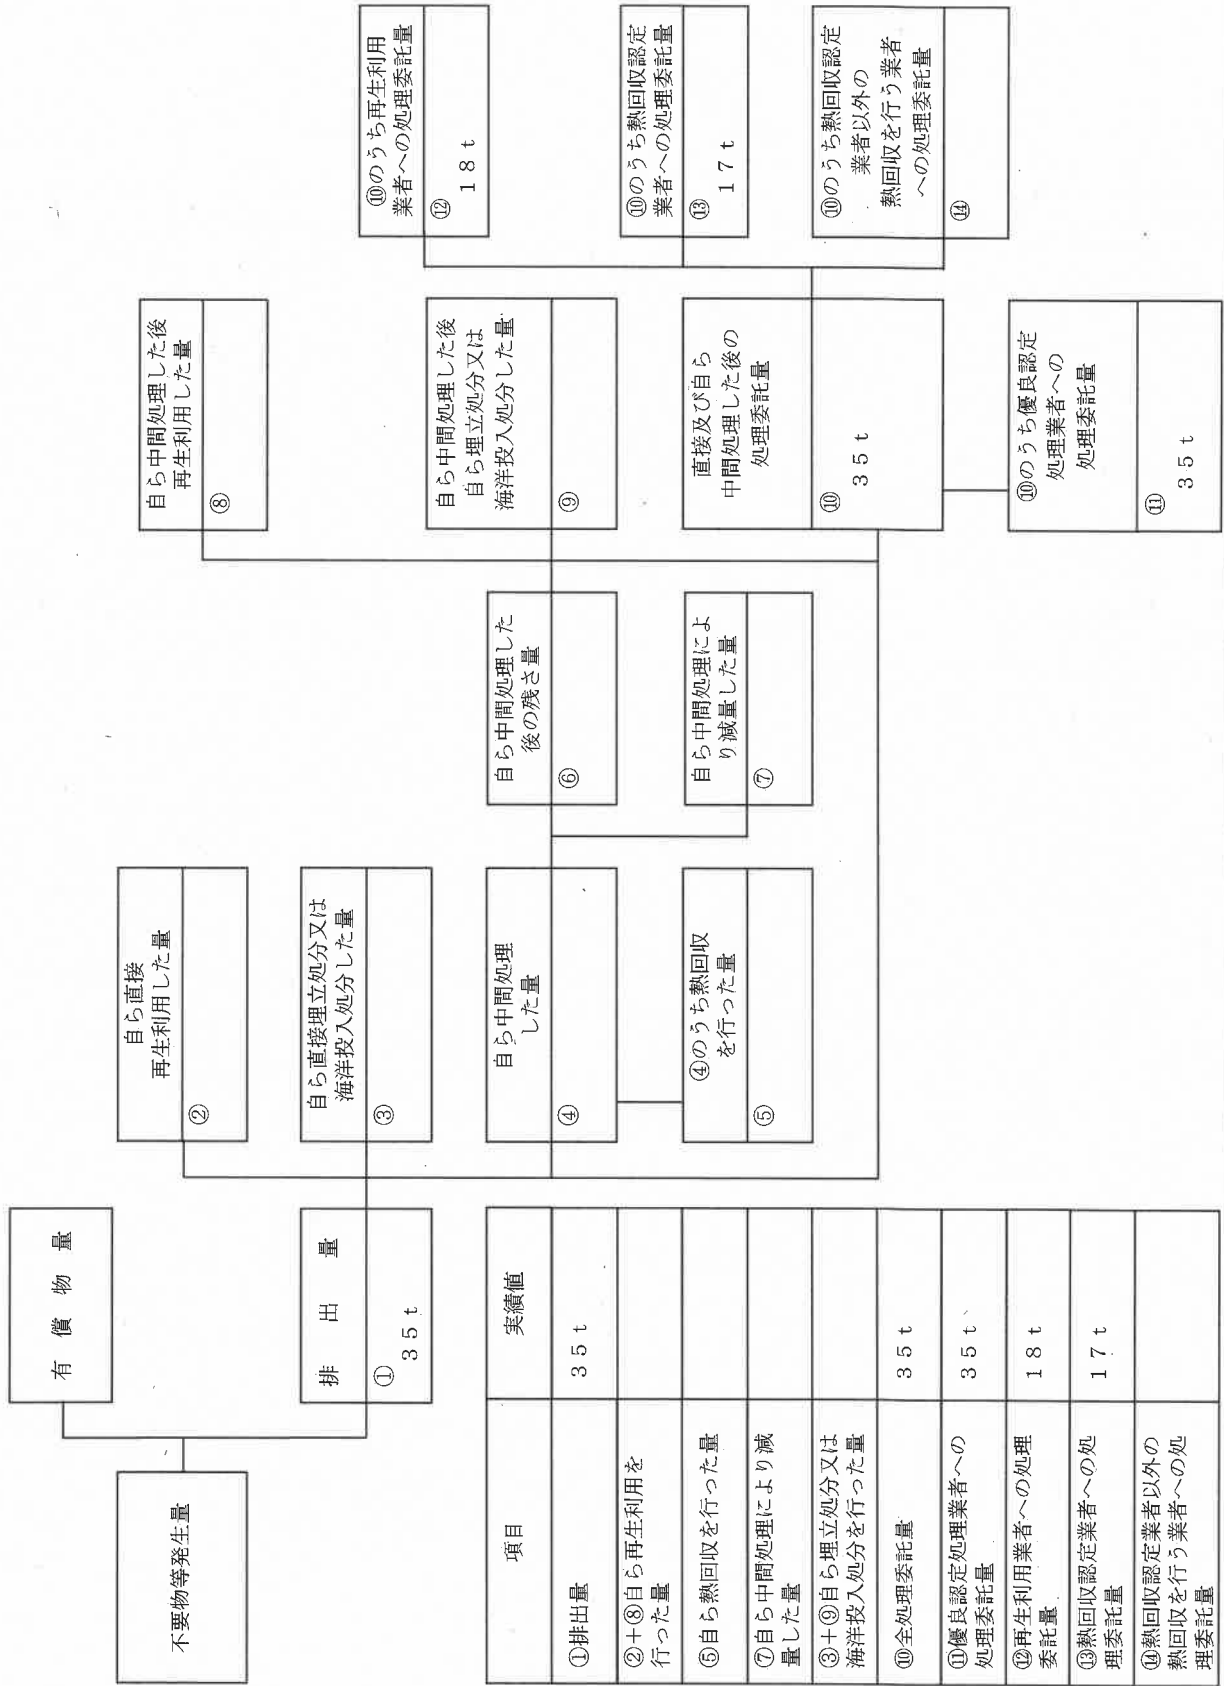 不要物等発生量
有償物量
排出量
① 35t
自ら直接
再生利用した量
②
自ら直接埋立処分又は
海洋投入処分した量
③
自ら中間処理
した量
④
④のうち熱回収
を行った量
⑤
自ら中間処理した
後の残さ量
⑥
自ら中間処理によ
り減量した量
⑦
自ら中間処理した後
再生利用した量
⑧
自ら中間処理した後
自ら埋立処分又は
海洋投入処分した量
⑨
直接及び自ら
中間処理した後の
処理委託量
⑩ 35t
⑩のうち優良認定
処理業者への
処理委託量
⑪ 35t
⑩のうち再生利用
業者への処理委託量
⑫ 18t
⑩のうち熱回収認定
業者への処理委託量
⑬ 17t
⑩のうち熱回収認定
業者以外の
熱回収を行う業者
への処理委託量
⑭
項目 実績値
①排出量 35t
②+⑧自ら再生利用を
行った量
⑤自ら熱回収を行った量
⑦自ら中間処理により減
量した量
③+⑨自ら埋立処分又は
海洋投入処分を行った量
⑩全処理委託量 35t
⑪優良認定処理業者への
処理委託量 35t
⑫再生利用業者への処理
委託量 18t
⑬熱回収認定業者への処
理委託量 17t
⑭熱回収認定業者以外の
熱回収を行う業者への処
理委託量